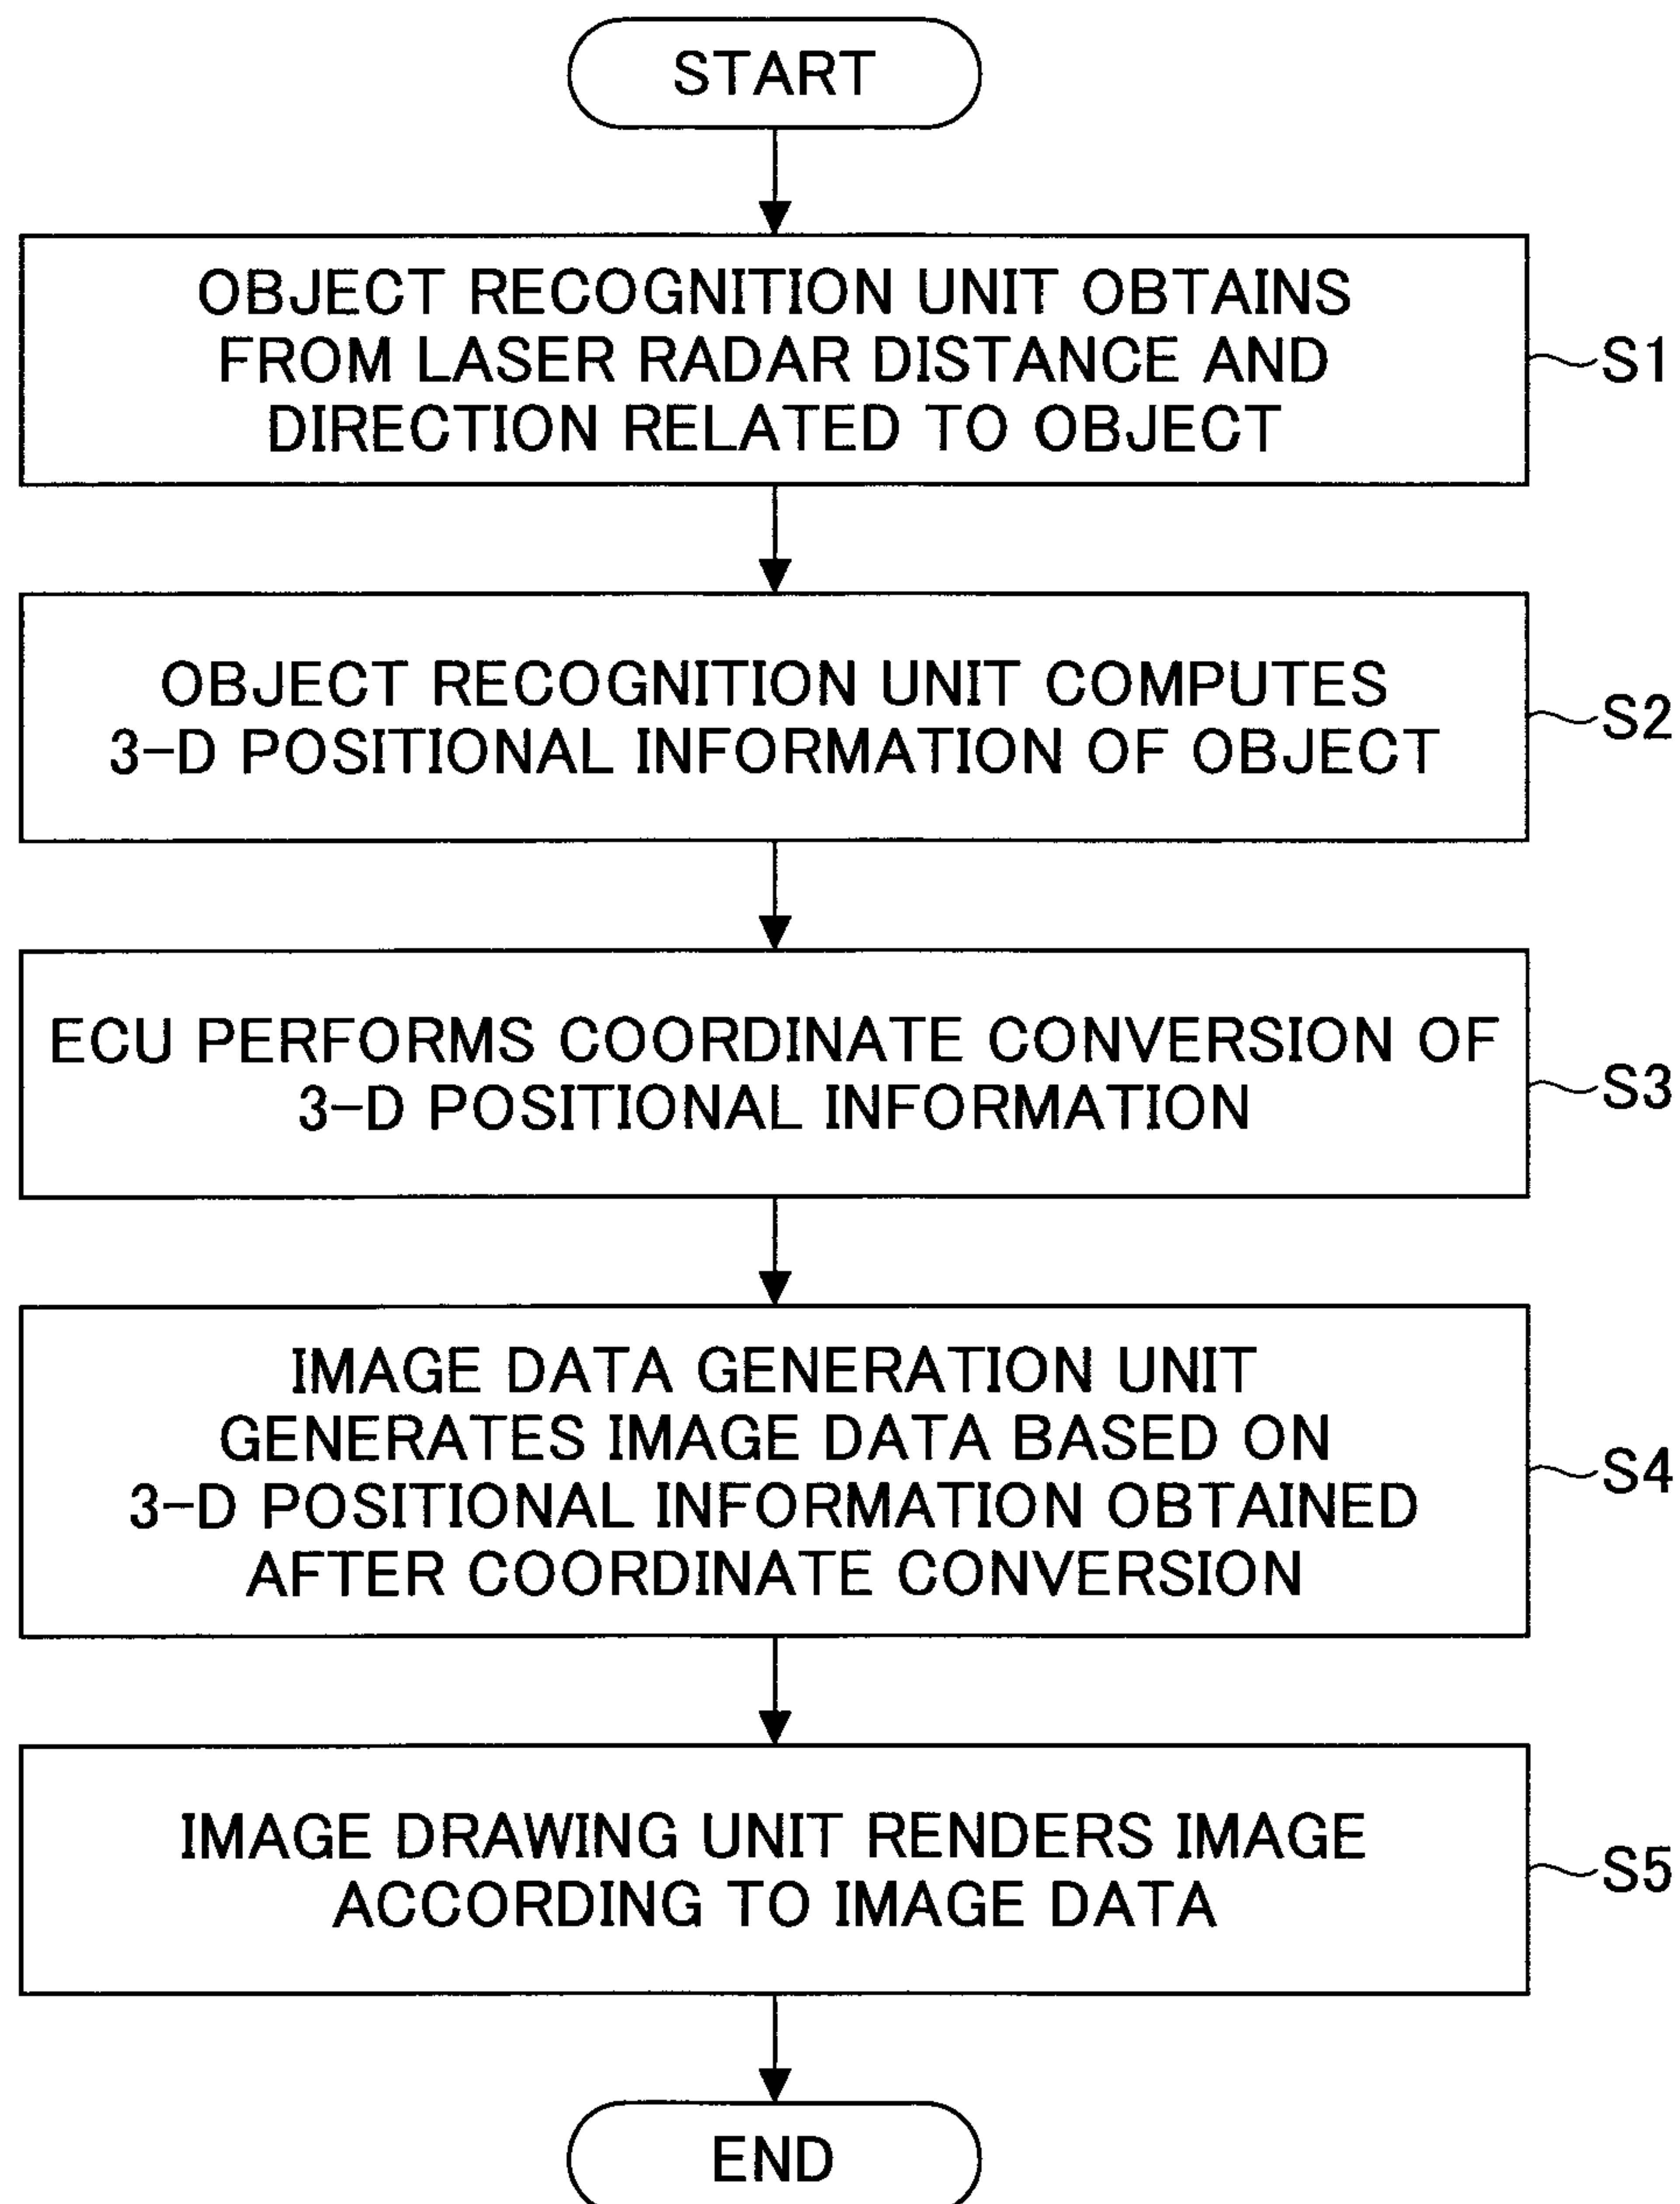 START
OBJECT RECOGNITION UNIT OBTAINS
FROM LASER RADAR DISTANCE AND
DIRECTION RELATED TO OBJECT
S1
OBJECT RECOGNITION UNIT COMPUTES
3-D POSITIONAL INFORMATION OF OBJECT
S2
ECU PERFORMS COORDINATE CONVERSION OF
3-D POSITIONAL INFORMATION
S3
IMAGE DATA GENERATION UNIT
GENERATES IMAGE DATA BASED ON
3-D POSITIONAL INFORMATION OBTAINED
AFTER COORDINATE CONVERSION
S4
IMAGE DRAWING UNIT RENDERS IMAGE
ACCORDING TO IMAGE DATA
S5
END